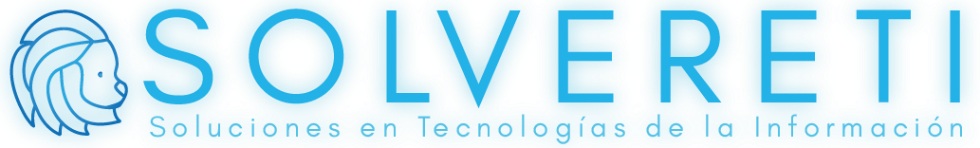 SOLVERETI
Soluciones en Tecnologías de la Información